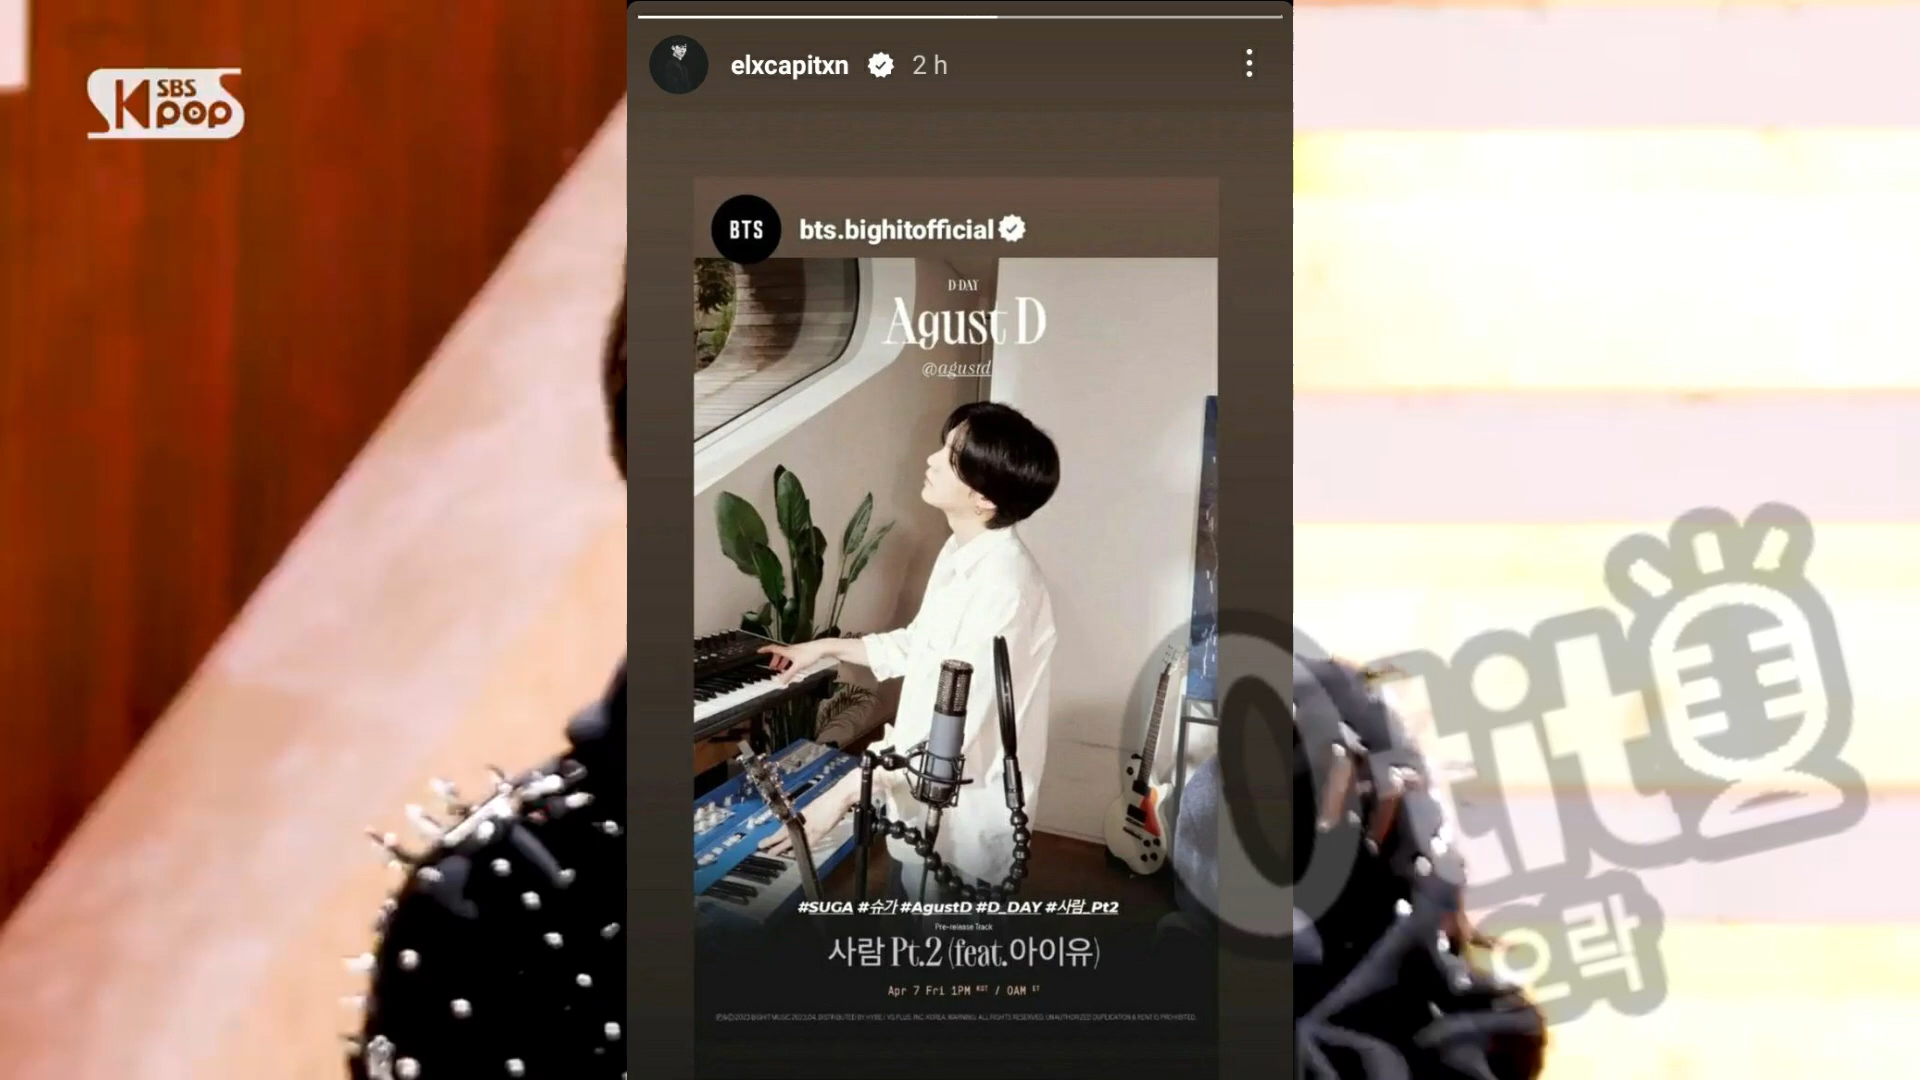 SBS
Kpop
elxcapitxn 2 h
BTS bts.bighitofficial
D-DAY
Agust D
@agustd
#SUGA #슈가 #AgustD #D_DAY #사람_Pt2
Pre-release Track
사람 Pt.2 (feat.아이유)
Apr 7 Fri 1PM KST / 0AM ET
으락